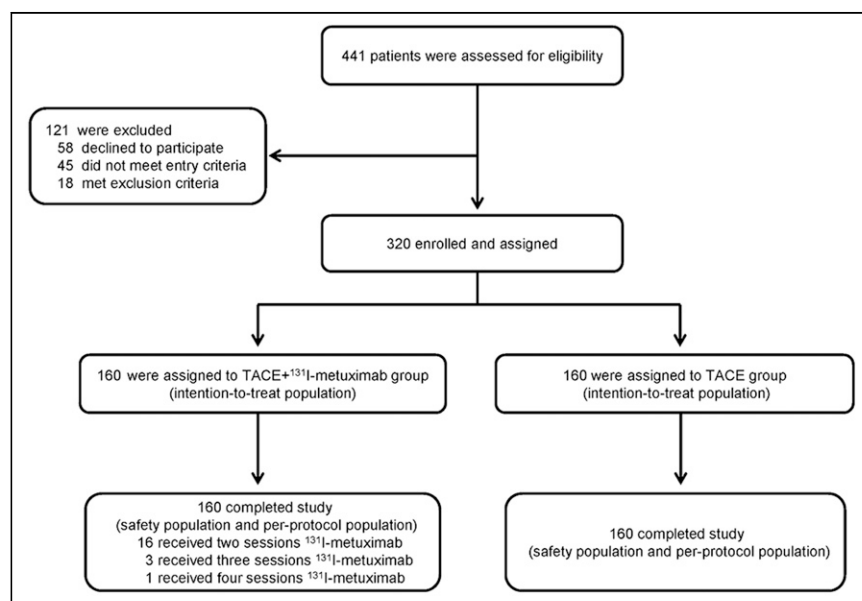 441 patients were assessed for eligibility
121 were excluded
58 declined to participate
45 did not meet entry criteria
18 met exclusion criteria
320 enrolled and assigned
160 were assigned to TACE+¹³¹I-metuximab group
(intention-to-treat population)
160 were assigned to TACE group
(intention-to-treat population)
160 completed study
(safety population and per-protocol population)
16 received two sessions ¹³¹I-metuximab
3 received three sessions ¹³¹I-metuximab
1 received four sessions ¹³¹I-metuximab
160 completed study
(safety population and per-protocol population)